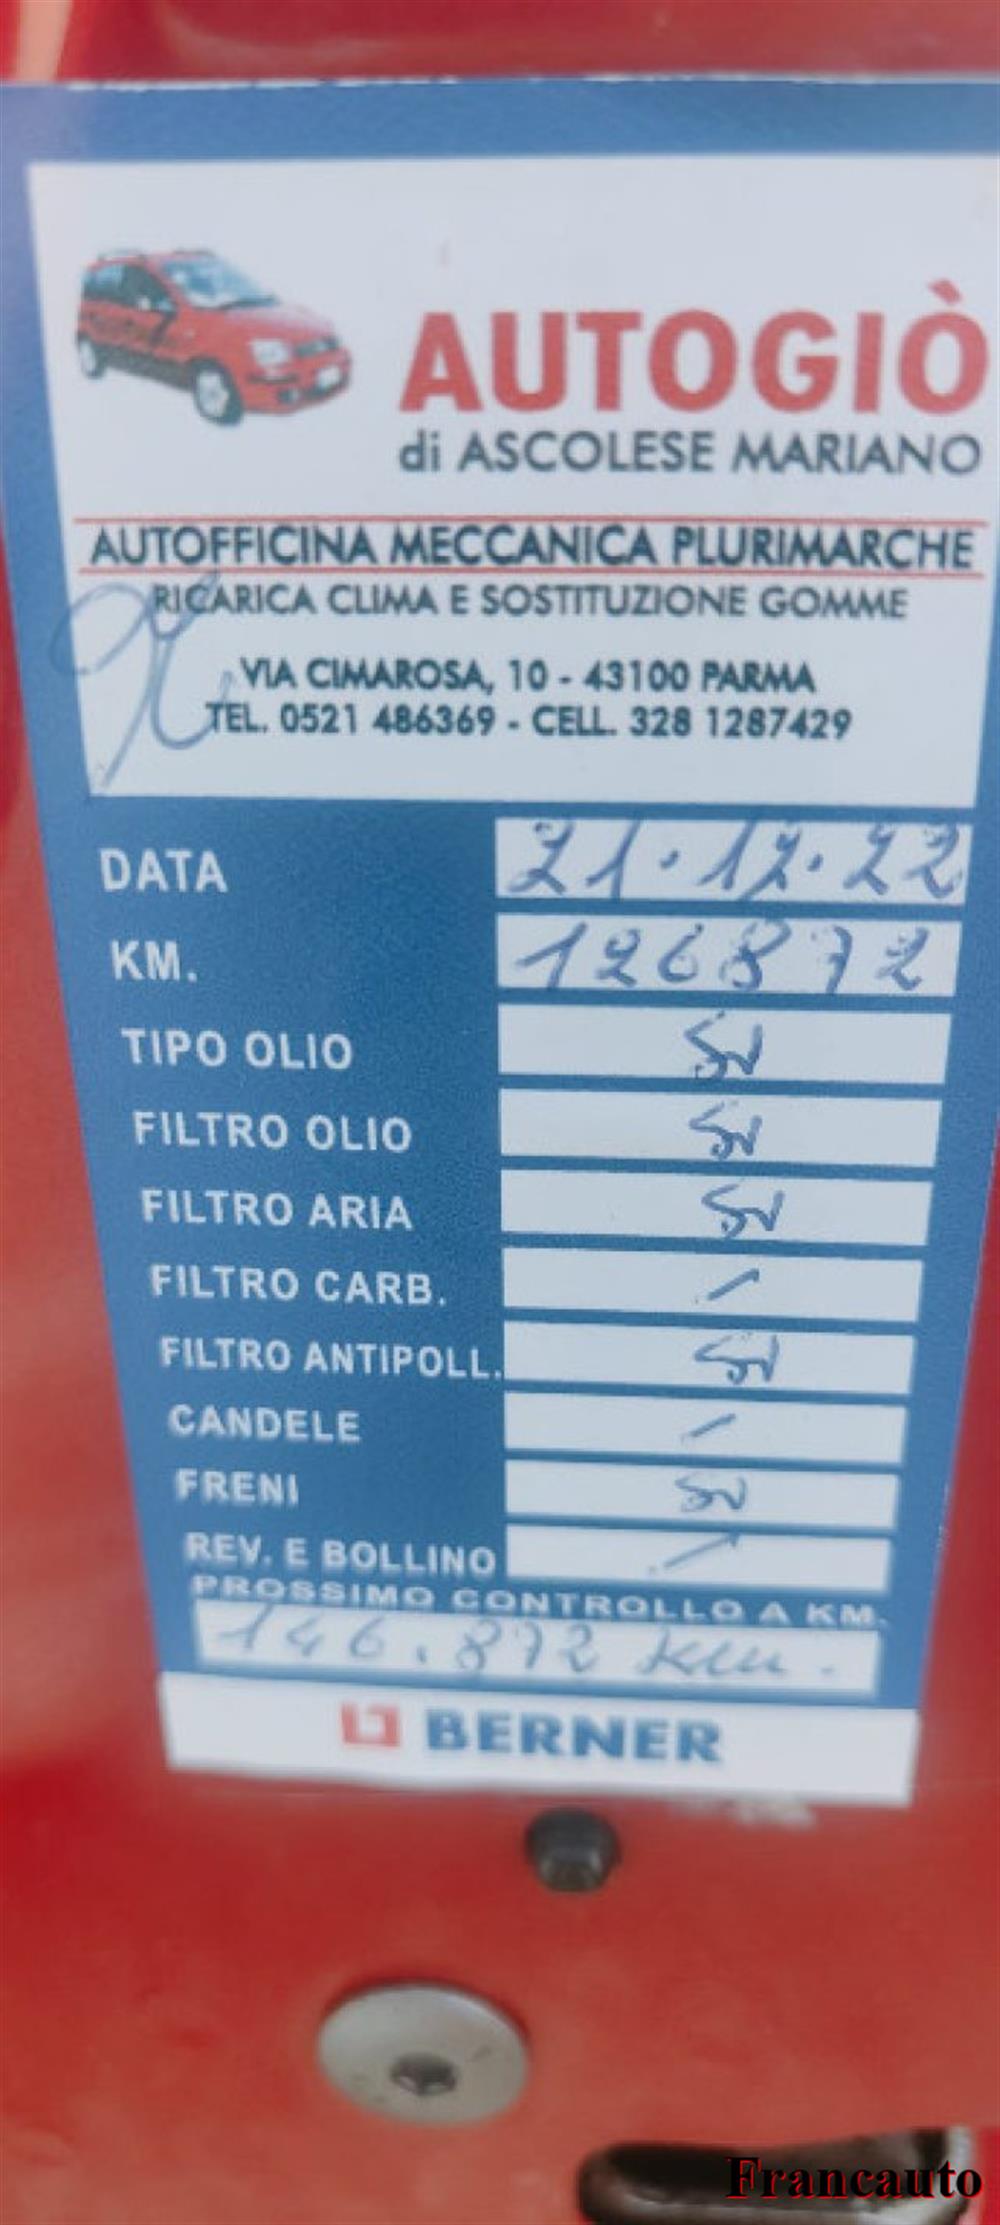 AUTOGIÒ
di ASCOLESE MARIANO
AUTOFFICINA MECCANICA PLURIMARCHE
RICARICA CLIMA E SOSTITUZIONE GOMME
VIA CIMAROSA, 10 - 43100 PARMA
TEL. 0521 486369 - CELL. 328 1287429
DATA 21.12.22
KM. 126872
TIPO OLIO SI
FILTRO OLIO SI
FILTRO ARIA SI
FILTRO CARB. /
FILTRO ANTIPOLL. SI
CANDELE /
FRENI SI
REV. E BOLLINO /
PROSSIMO CONTROLLO A KM.
146.872 km.
BERNER
Francauto